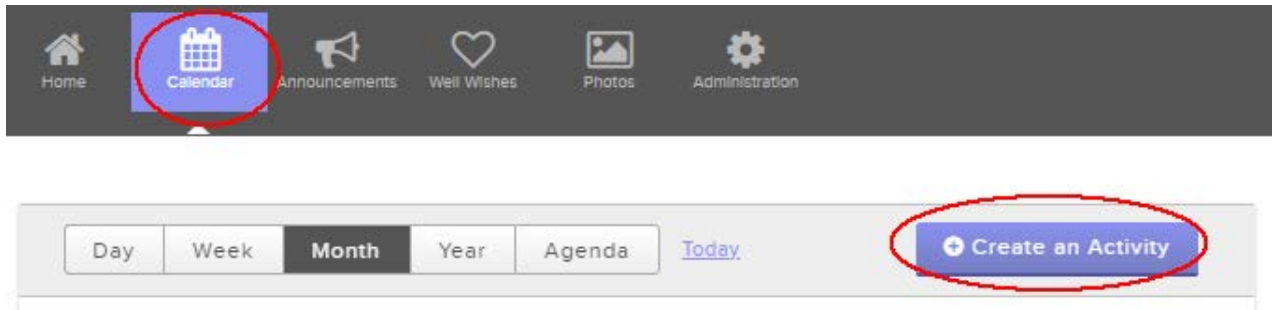 Home Calendar Announcements Well Wishes Photos Administration
Day Week Month Year Agenda Today Create an Activity